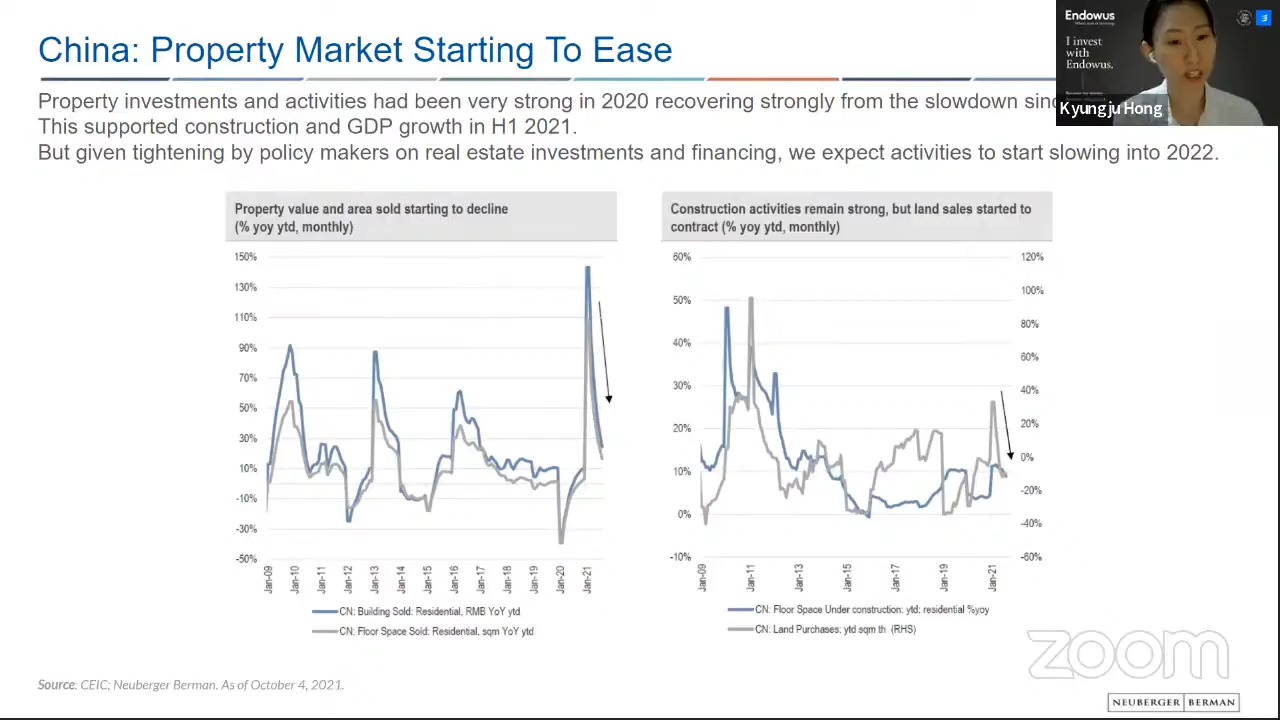 China: Property Market Starting To Ease
Property investments and activities had been very strong in 2020 recovering strongly from the slowdown
This supported construction and GDP growth in H1 2021.
But given tightening by policy makers on real estate investments and financing, we expect activities to start slowing into 2022.
Endowus
I invest
with
Endowus.
Kyungju Hong
Property value and area sold starting to decline
(% yoy ytd, monthly)
150%
130%
110%
90%
70%
50%
30%
10%
-10%
-30%
-50%
Jan-09
Jan-10
Jan-11
Jan-12
Jan-13
Jan-14
Jan-15
Jan-16
Jan-17
Jan-18
Jan-19
Jan-20
Jan-21
CN: Building Sold: Residential, RMB YoY ytd
CN: Floor Space Sold: Residential, sqm YoY ytd
Construction activities remain strong, but land sales started to
contract (% yoy ytd, monthly)
60%
50%
40%
30%
20%
10%
0%
-10%
120%
100%
80%
60%
40%
20%
0%
-20%
-40%
-60%
Jan-09
Jan-11
Jan-13
Jan-15
Jan-17
Jan-19
Jan-21
CN: Floor Space Under construction: ytd: residential %yoy
CN: Land Purchases: ytd sqm th (RHS)
zoom
Source: CEIC; Neuberger Berman. As of October 4, 2021.
NEUBERGER BERMAN